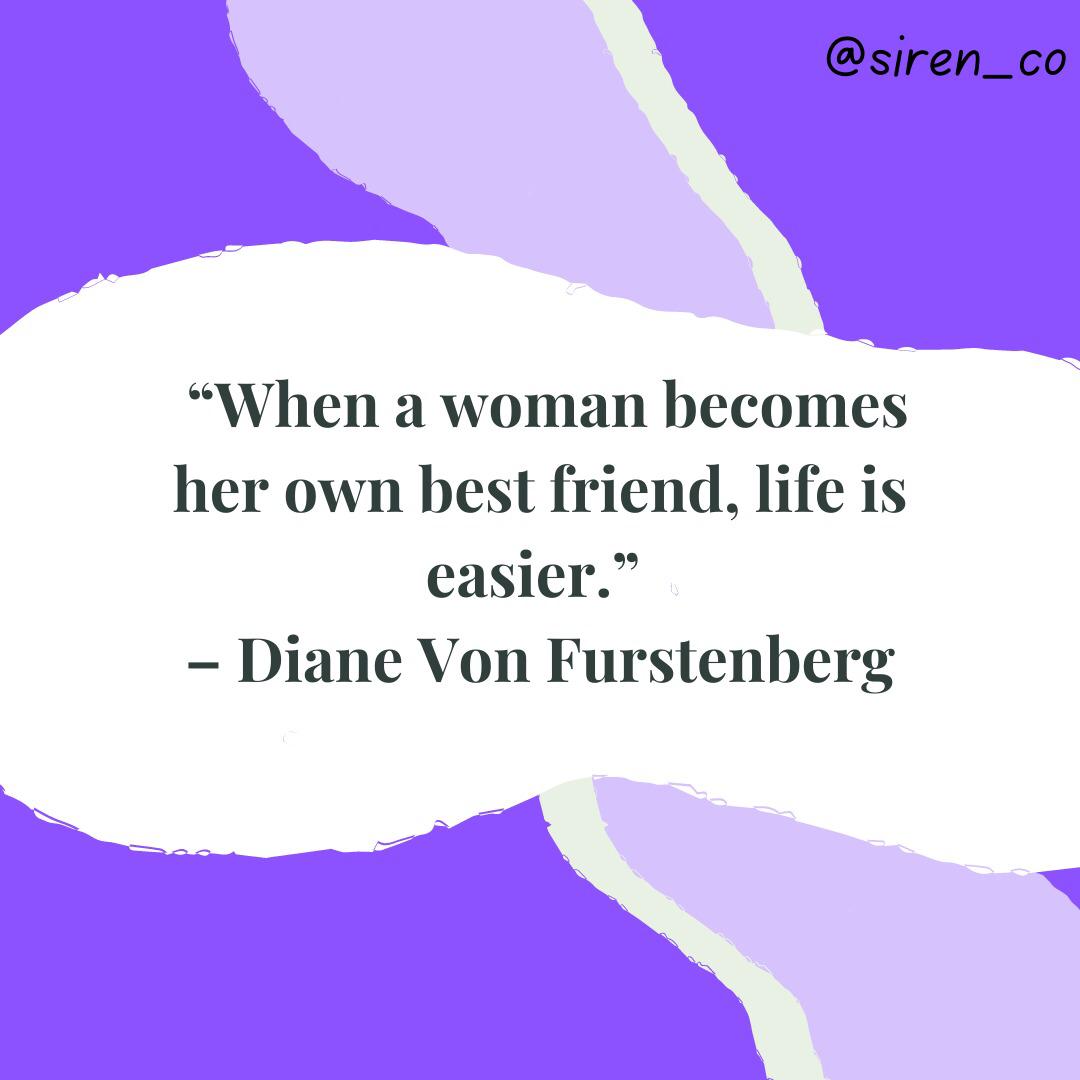 @siren_co
“When a woman becomes
her own best friend, life is
easier.”
– Diane Von Furstenberg